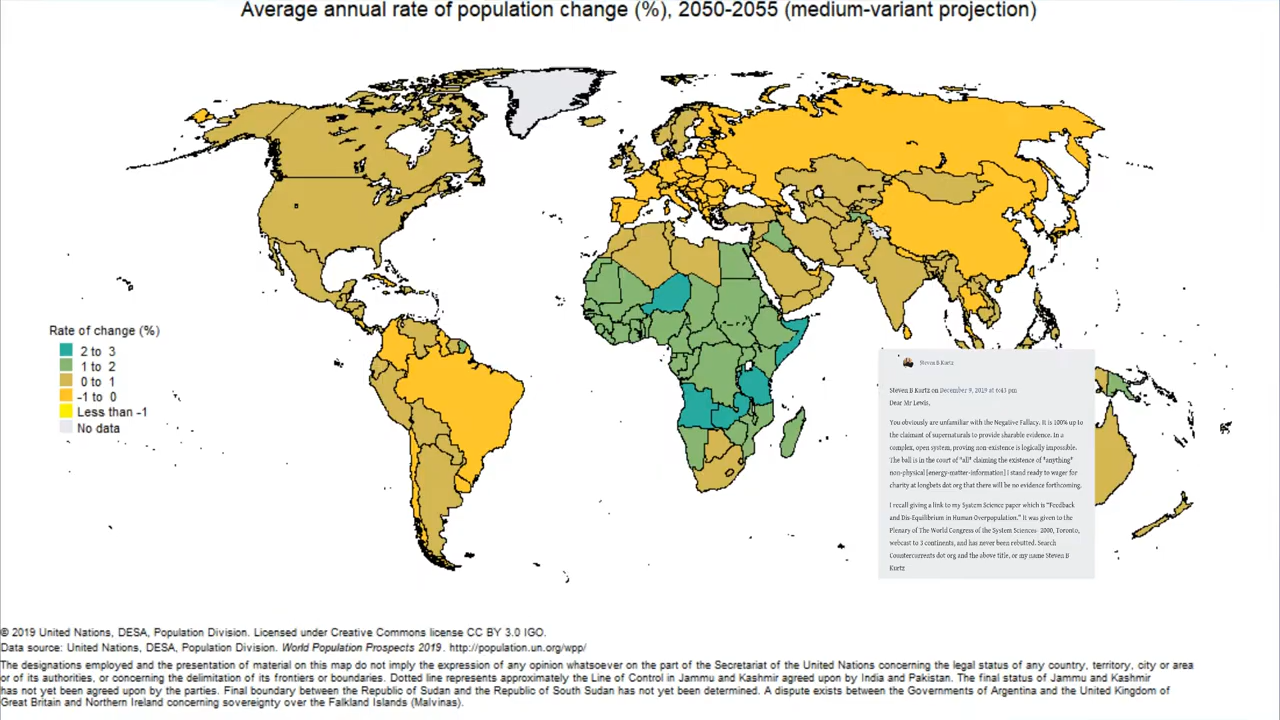 Average annual rate of population change (%), 2050-2055 (medium-variant projection)
Rate of change (%)
2 to 3
1 to 2
0 to 1
-1 to 0
Less than -1
No data
Steven B Kurtz
Steven B Kurtz on December 9, 2019 at 6:43 pm
Dear Mr Lewis,
You obviously are unfamiliar with the Negative Fallacy. It is 100% up to
the claimant of supernaturals to provide sharable evidence. In a
complex, open system, proving non-existence is logically impossible.
The ball is in the court of *all* claiming the existence of *anything*
non-physical [energy-matter-information] I stand ready to wager for
charity at longbets dot org that there will be no evidence forthcoming.
I recall giving a link to my System Science paper which is "Feedback
and Dis-Equilibrium in Human Overpopulation." It was given to the
Plenary of The World Congress of the System Sciences 2000, Toronto,
webcast to 3 continents, and has never been rebutted. Search
Countercurrents dot org and the above title, or my name Steven B
Kurtz
© 2019 United Nations, DESA, Population Division. Licensed under Creative Commons license CC BY 3.0 IGO.
Data source: United Nations, DESA, Population Division. World Population Prospects 2019. http://population.un.org/wpp/
The designations employed and the presentation of material on this map do not imply the expression of any opinion whatsoever on the part of the Secretariat of the United Nations concerning the legal status of any country, territory, city or area
or of its authorities, or concerning the delimitation of its frontiers or boundaries. Dotted line represents approximately the Line of Control in Jammu and Kashmir agreed upon by India and Pakistan. The final status of Jammu and Kashmir
has not yet been agreed upon by the parties. Final boundary between the Republic of Sudan and the Republic of South Sudan has not yet been determined. A dispute exists between the Governments of Argentina and the United Kingdom of
Great Britain and Northern Ireland concerning sovereignty over the Falkland Islands (Malvinas).